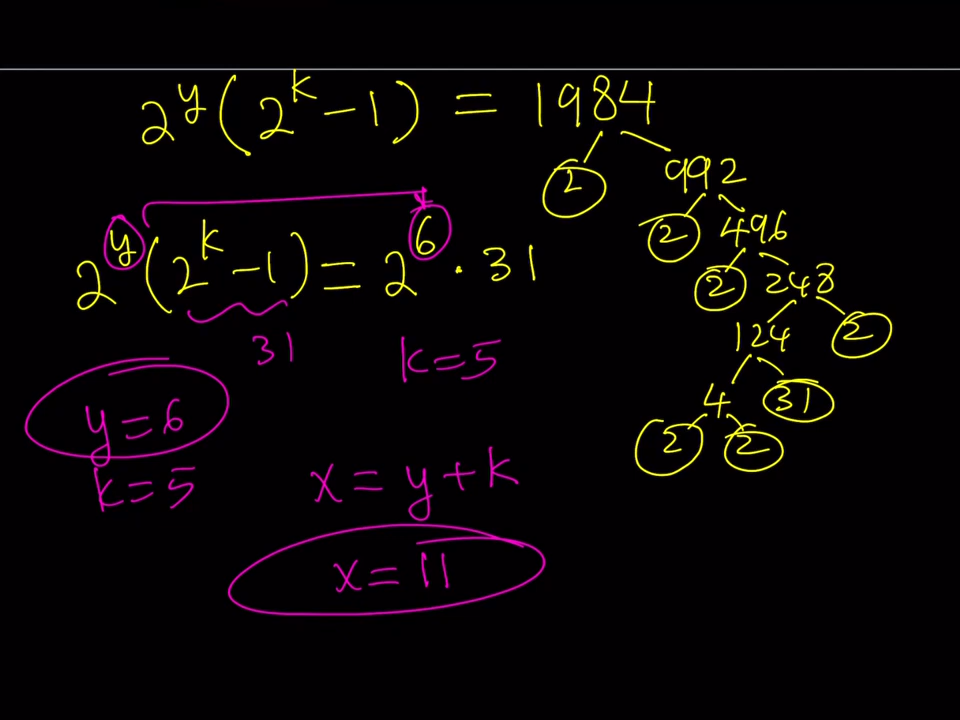 2^y (2^k − 1) = 1984
2 992
2 496
2^y (2^k − 1) = 2^6 · 31
2 248
31
124 2
k = 5
4 31
y = 6
2 2
k = 5
x = y + k
x = 11